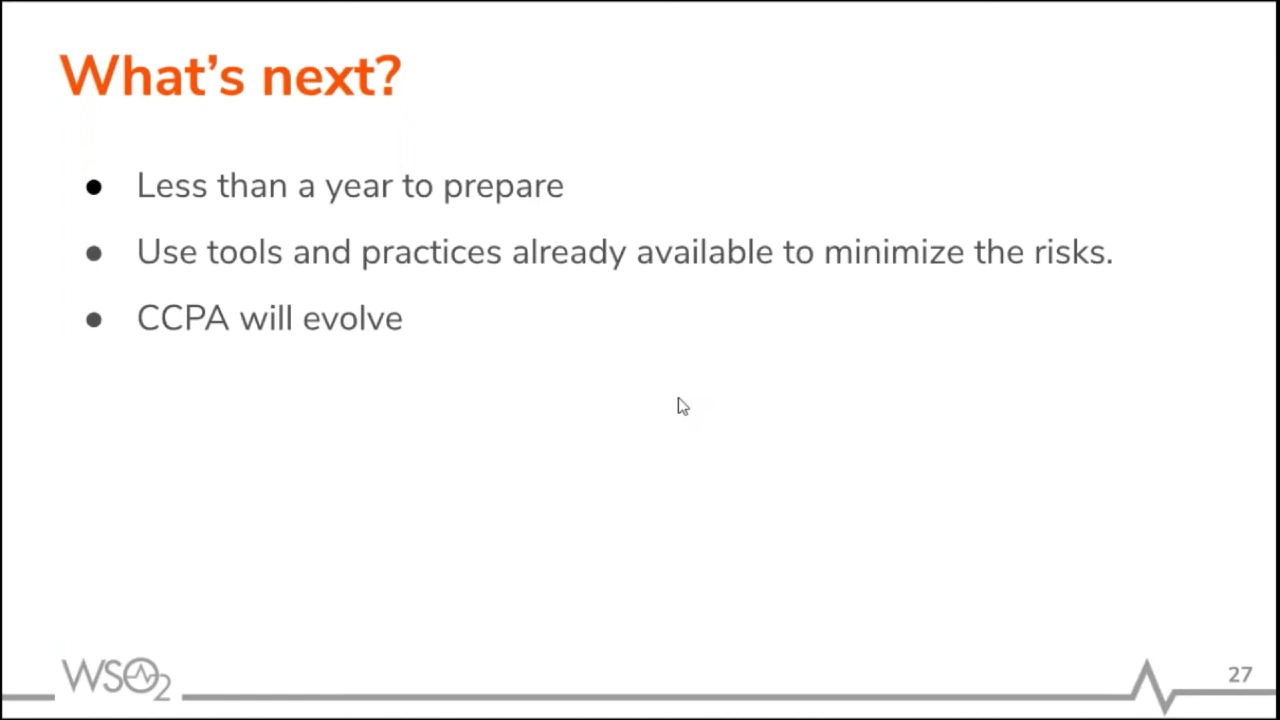 What's next?
● Less than a year to prepare
● Use tools and practices already available to minimize the risks.
● CCPA will evolve
WSO2
27